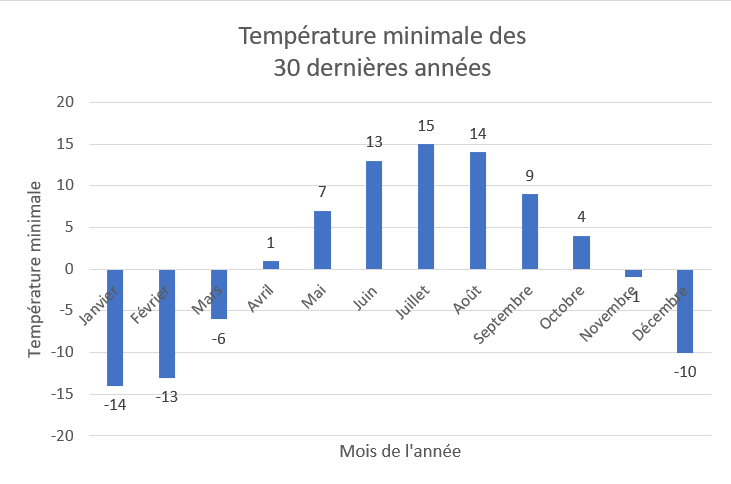 Température minimale des
30 dernières années
Température minimale
20
15
10
5
0
-5
-10
-15
-20
-14
-13
-6
1
7
13
15
14
9
4
-1
-10
Janvier
Février
Mars
Avril
Mai
Juin
Juillet
Août
Septembre
Octobre
Novembre
Décembre
Mois de l'année